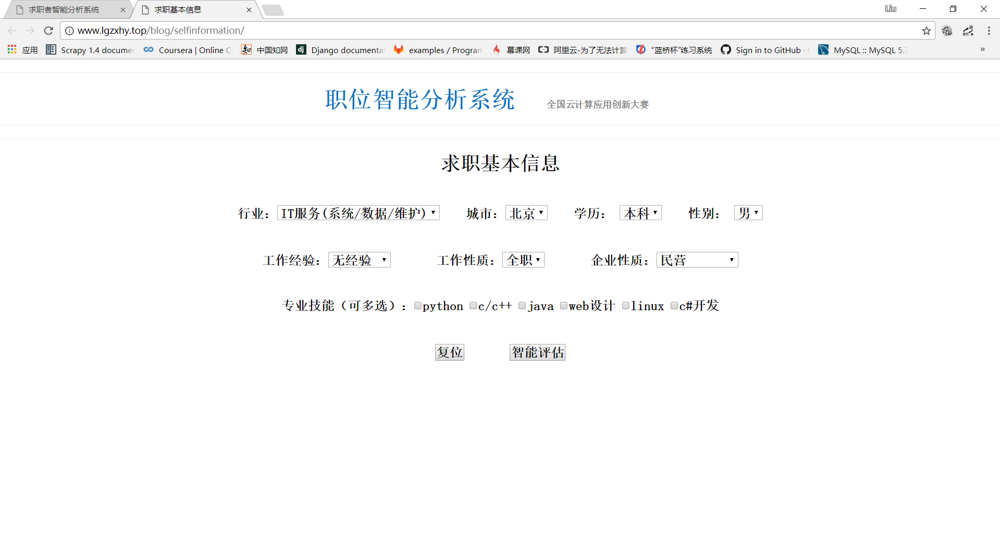 求职者智能分析系统
求职基本信息
Liu
www.lgzxhy.top/blog/selfinformation/
应用
Scrapy 1.4 documen
Coursera | Online C
中国知网
Django documenta
examples / Program
慕课网
阿里云-为了无法计算
“蓝桥杯”练习系统
Sign in to GitHub ·
MySQL :: MySQL 5.7
»
职位智能分析系统 全国云计算应用创新大赛
求职基本信息
行业： IT服务(系统/数据/维护) 城市： 北京 学历： 本科 性别： 男
工作经验： 无经验 工作性质： 全职 企业性质： 民营
专业技能（可多选）： python c/c++ java web设计 linux c#开发
复位 智能评估